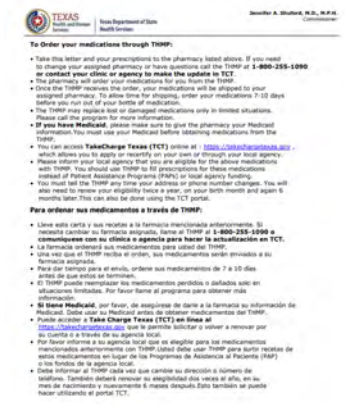 Jennifer A. Shuford, M.D., M.P.H.
Commissioner
TEXAS
Health and Human
Services
Texas Department of State
Health Services
To Order your medications through THMP:
• Take this letter and your prescriptions to the pharmacy listed above. If you need
to change your assigned pharmacy or have questions call the THMP at 1-800-255-1090
or contact your clinic or agency to make the update in TCT.
• The pharmacy will order your medications for you from the THMP.
• Once the THMP receives the order, your medications will be shipped to your
assigned pharmacy. To allow time for shipping, order your medications 7-10 days
before you run out of your bottle of medication.
• The THMP may replace lost or damaged medications only in limited situations.
Please call the program for more information.
• If you have Medicaid, please make sure to give the pharmacy your Medicaid
information.You must use your Medicaid before obtaining medications from the
THMP.
• You can access TakeCharge Texas (TCT) online at : https://takechargetexas.gov ,
which allows you to apply or recertify on your own or through your local agency.
• Please inform your local agency that you are eligible for the above medications
with THMP. You should use THMP to fill prescriptions for these medications
instead of Patient Assistance Programs (PAPs) or local agency funding.
• You must tell the THMP any time your address or phone number changes. You will
also need to renew your eligibility twice a year, on your birth month and again 6
months later.This can also be done using the TCT portal.
Para ordenar sus medicamentos a través de THMP:
• Lleve esta carta y sus recetas a la farmacia mencionada anteriormente. Si
necesita cambiar su farmacia asignada, llame al THMP al 1-800-255-1090 o
comuníquese con su clínica o agencia para hacer la actualización en TCT.
• La farmacia ordenará sus medicamentos para usted del THMP.
• Una vez que el THMP reciba el orden, sus medicamentos serán enviados a su
farmacia asignada.
• Para dar tiempo para el envío, ordene sus medicamentos de 7 a 10 días
antes de que estos se terminen.
• El THMP puede reemplazar los medicamentos perdidos o dañados solo en
situaciones limitadas. Por favor llame al programa para obtener más
información.
• Si tiene Medicaid, por favor, de asegúrese de darle a la farmacia su información de
Medicaid. Debe usar su Medicaid antes de obtener medicamentos del THMP.
• Puede acceder a Take Charge Texas (TCT) en línea al
https://takechargetexas.gov que le permite solicitar o volver a renovar por
su cuenta o a través de su agencia local.
• Por favor informe a su agencia local que es elegible para los medicamentos
mencionados anteriormente con THMP.Usted debe usar THMP para surtir recetas de
estos medicamentos en lugar de los Programas de Asistencia al Paciente (PAP)
o los fondos de la agencia local.
• Debe informar al THMP cada vez que cambie su dirección o número de
teléfono. También deberá renovar su elegibilidad dos veces al año, en su
mes de nacimiento y nuevamente 6 meses después.Esto también se puede
hacer utilizando el portal TCT.